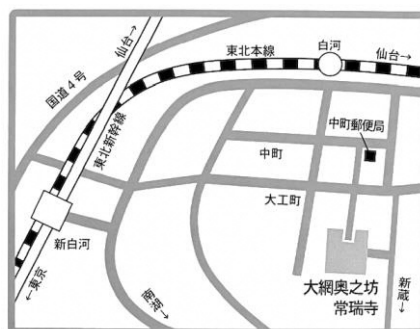 仙台→
東北本線
白河
仙台→
国道4号
東北新幹線
中町郵便局
中町
大工町
新白河
←東京
南湖→
大網奥之坊
常瑞寺
新蔵→